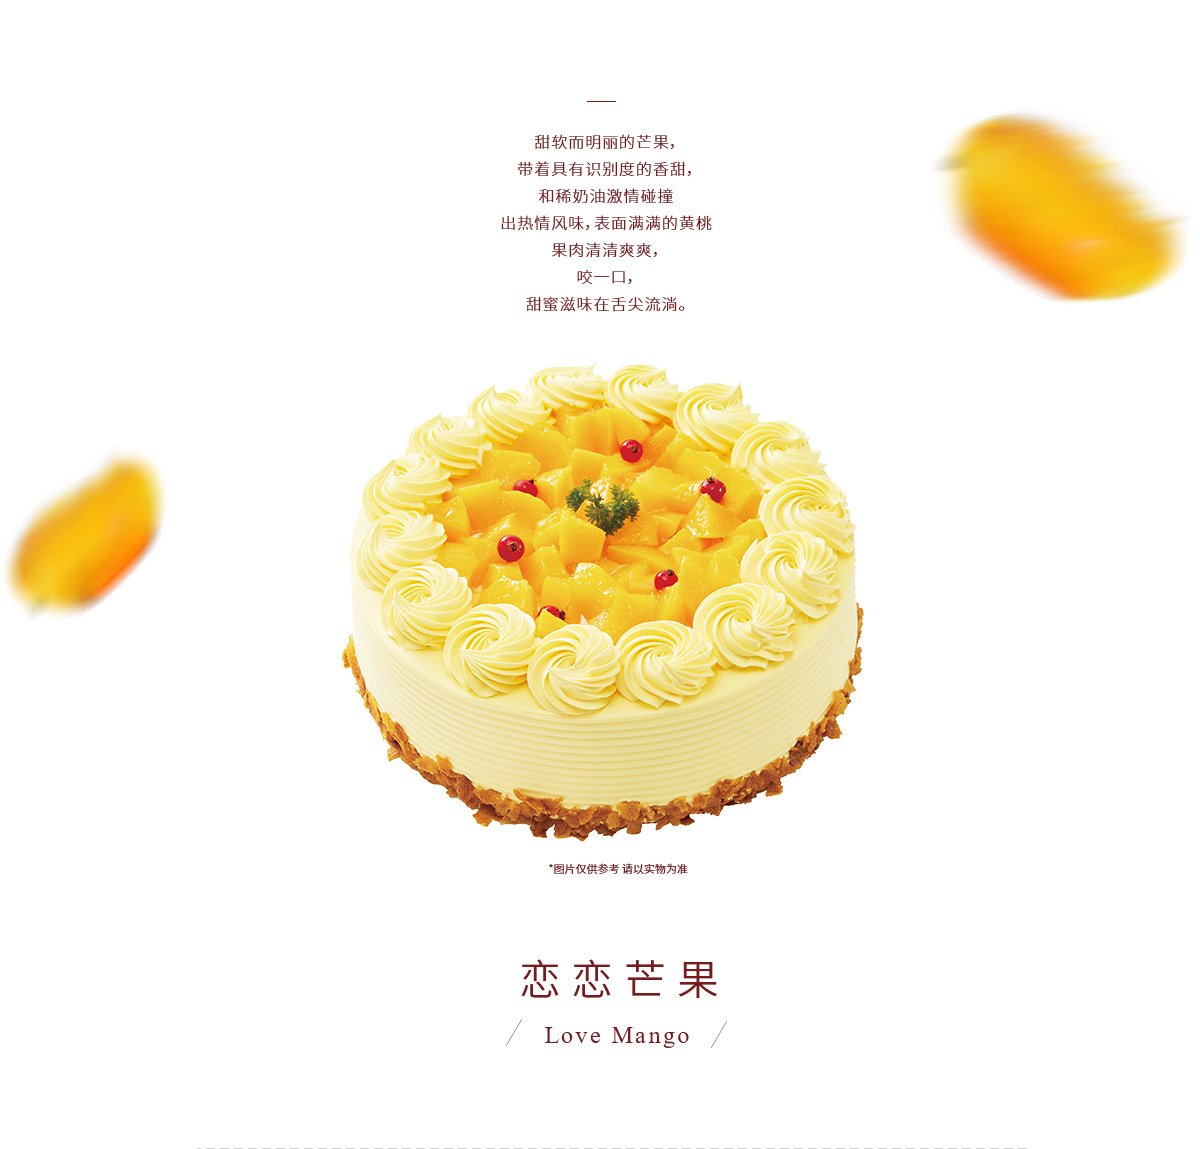 甜软而明丽的芒果，
带着具有识别度的香甜，
和稀奶油激情碰撞
出热情风味，表面满满的黄桃
果肉清清爽爽，
咬一口，
甜蜜滋味在舌尖流淌。
*图片仅供参考 请以实物为准
恋恋芒果
Love Mango